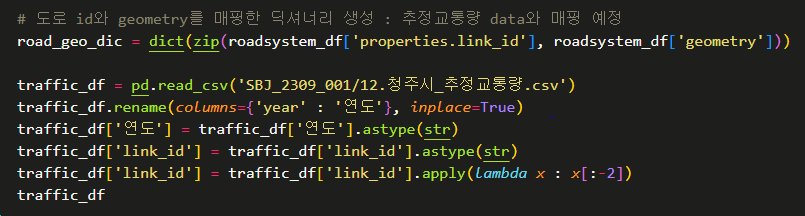 # 도로 id와 geometry를 매핑한 딕셔너리 생성 : 추정교통량 data와 매핑 예정
road_geo_dic = dict(zip(roadsystem_df['properties.link_id'], roadsystem_df['geometry']))
traffic_df = pd.read_csv('SBJ_2309_001/12.청주시_추정교통량.csv')
traffic_df.rename(columns={'year' : '연도'}, inplace=True)
traffic_df['연도'] = traffic_df['연도'].astype(str)
traffic_df['link_id'] = traffic_df['link_id'].astype(str)
traffic_df['link_id'] = traffic_df['link_id'].apply(lambda x : x[:-2])
traffic_df